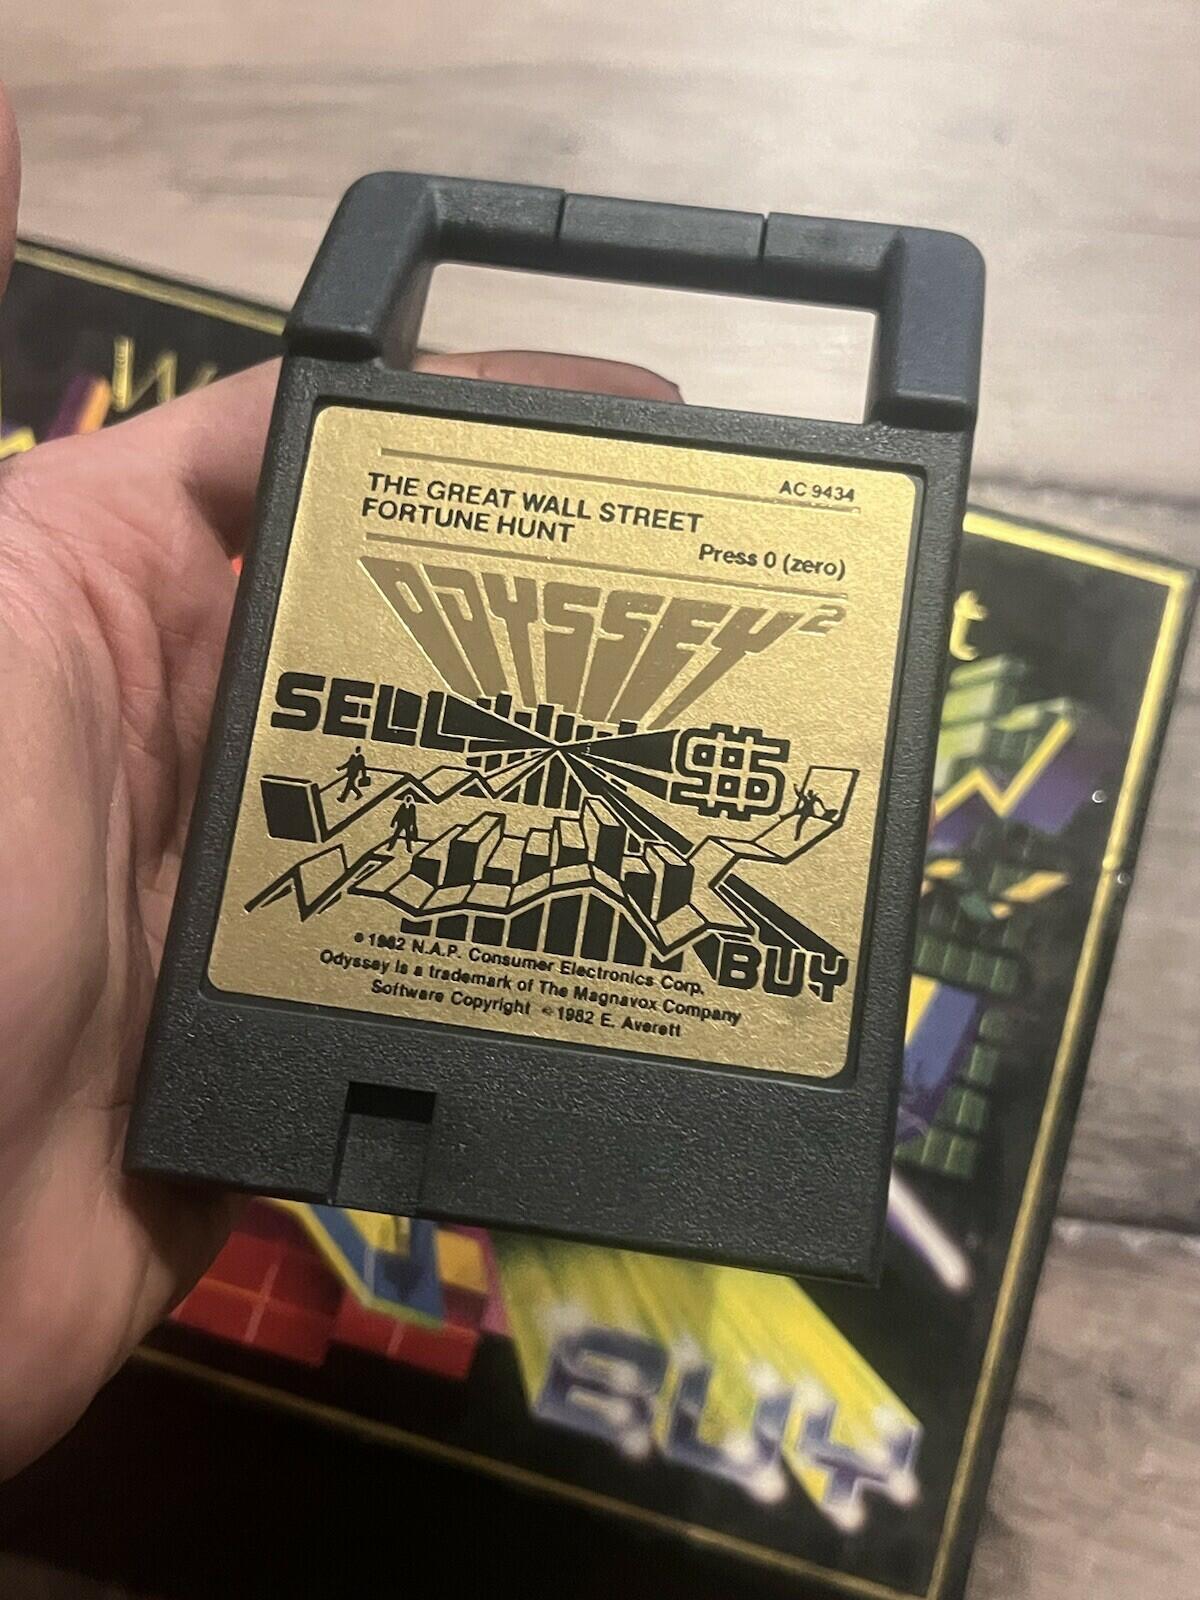 AC 9434
THE GREAT WALL STREET
FORTUNE HUNT
Press 0 (zero)
ODYSSEY²
SELL
$
BUY
© 1982 N.A.P. Consumer Electronics Corp.
Odyssey is a trademark of The Magnavox Company
Software Copyright © 1982 E. Averett
W
t
BUY